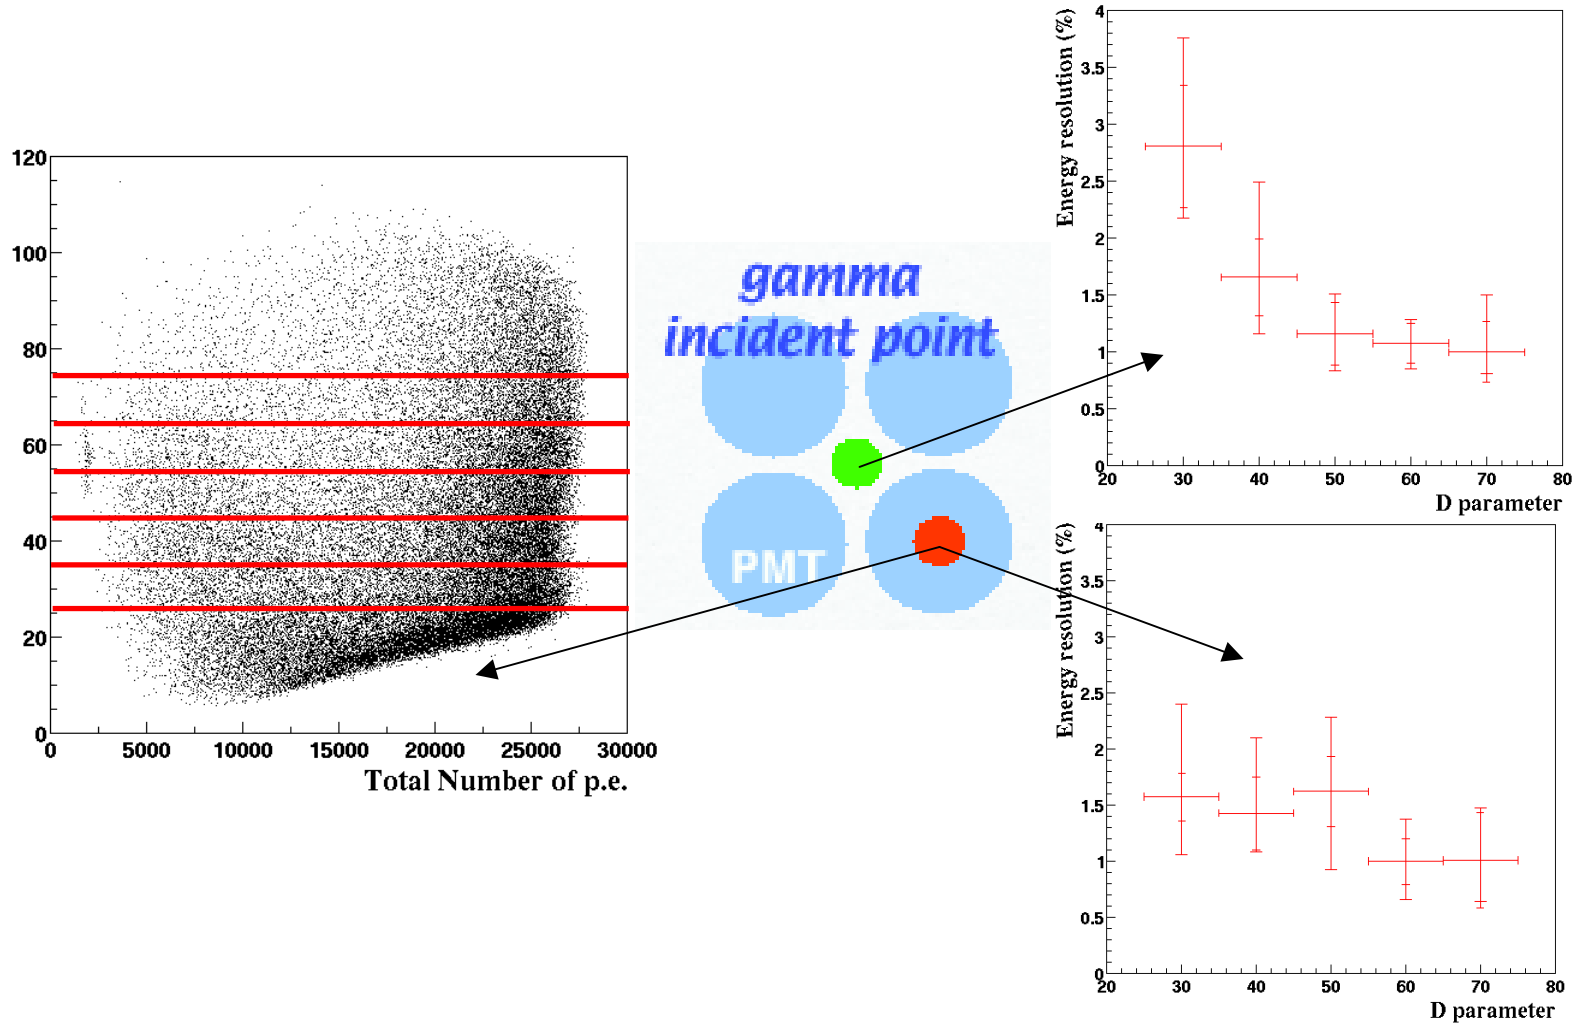 120
100
80
60
40
20
0
0 5000 10000 15000 20000 25000 30000
Total Number of p.e.
gamma
incident point
PMT
Energy resolution (%)
4
3.5
3
2.5
2
1.5
1
0.5
0
20 30 40 50 60 70 80
D parameter
Energy resolution (%)
4
3.5
3
2.5
2
1.5
1
0.5
0
20 30 40 50 60 70 80
D parameter